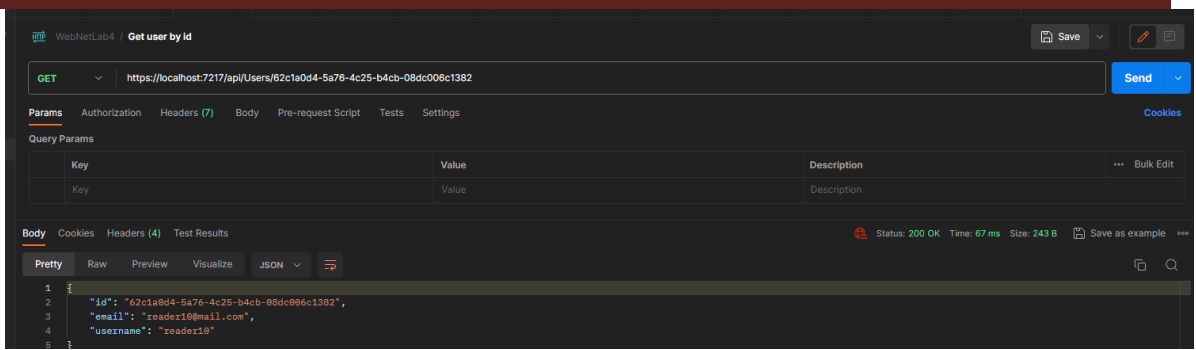 HTTP WebNetLab4 / Get user by id Save
GET https://localhost:7217/api/Users/62c1a0d4-5a76-4c25-b4cb-08dc006c1382 Send
Params Authorization Headers (7) Body Pre-request Script Tests Settings Cookies
Query Params
Key Value Description ••• Bulk Edit
Key Value Description
Body Cookies Headers (4) Test Results Status: 200 OK Time: 67 ms Size: 243 B Save as example
Pretty Raw Preview Visualize JSON
1 {
2 "id": "62c1a0d4-5a76-4c25-b4cb-08dc006c1382",
3 "email": "reader10@mail.com",
4 "username": "reader10"
5 }